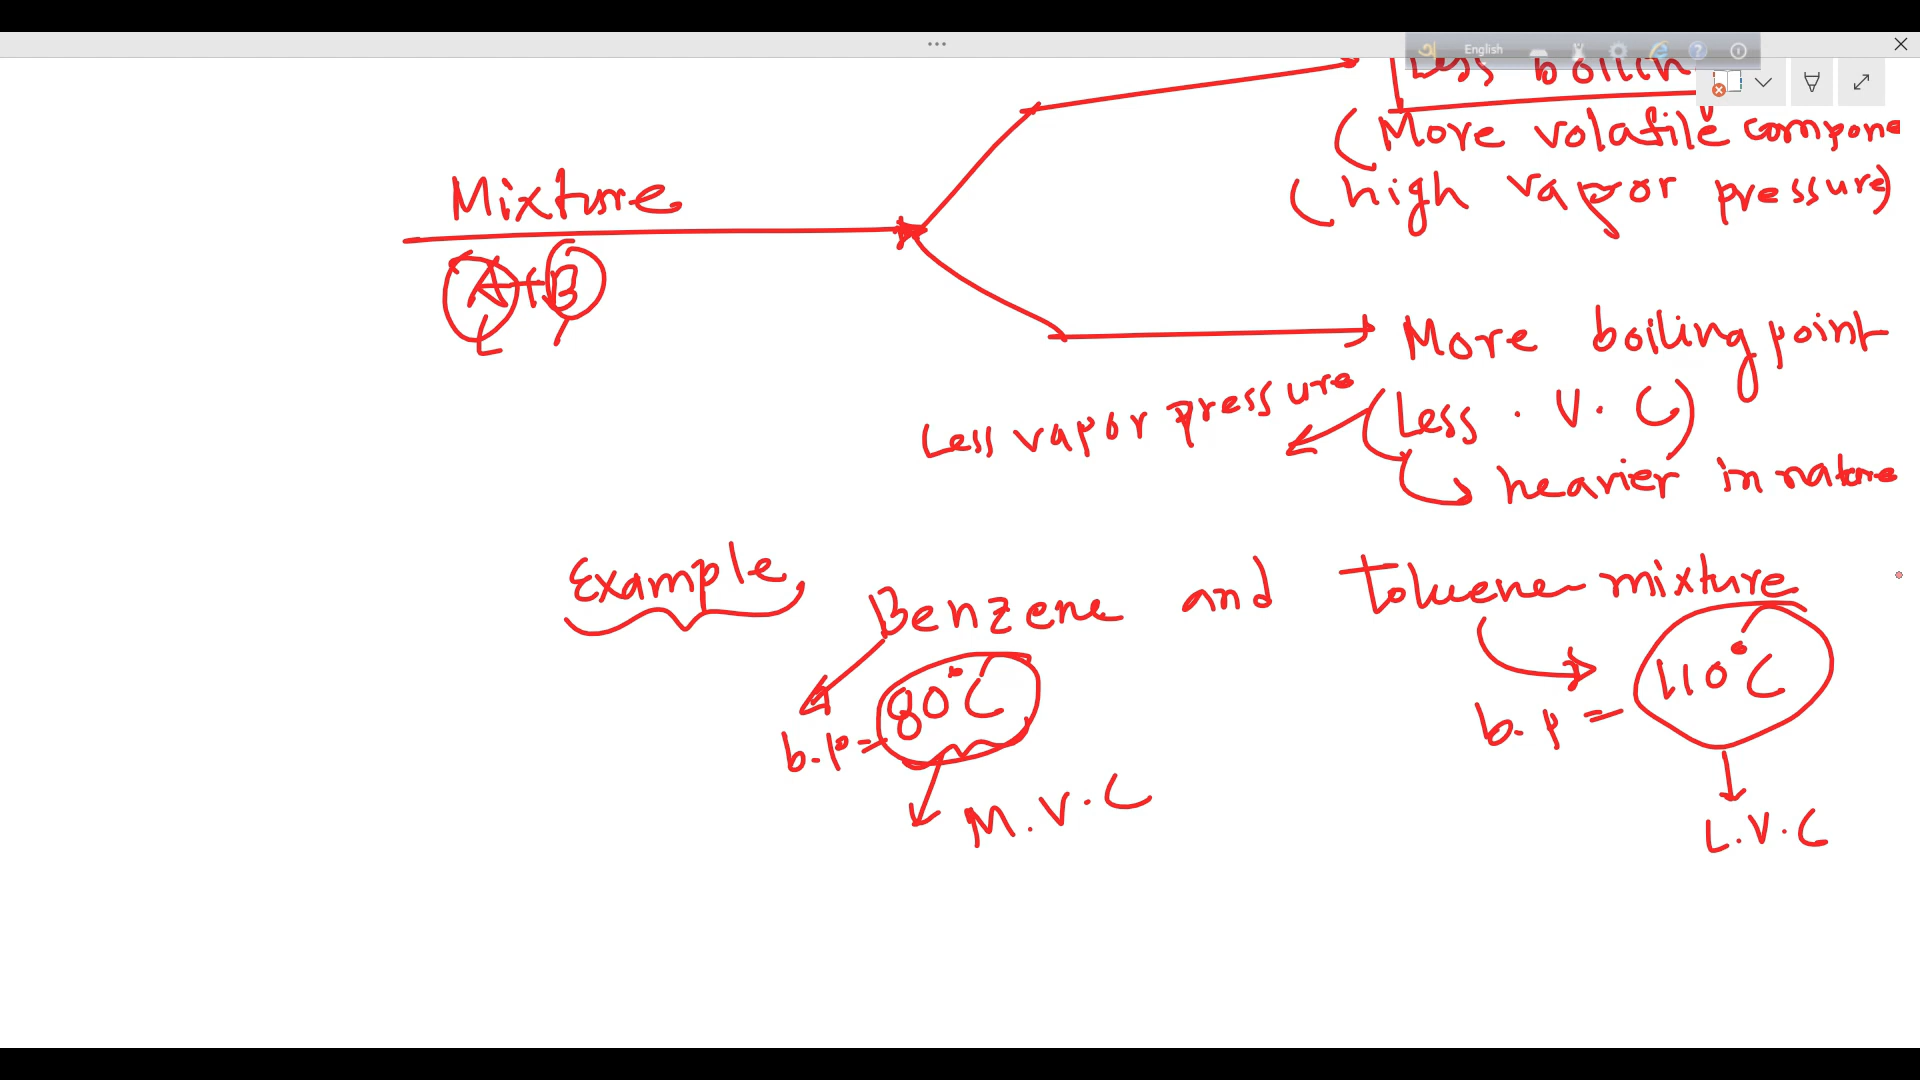 English
Less boilin
(More volatile compone
(high vapor pressure)
Mixture
A+B
More boiling point
(Less . V. C)
Less vapor pressure
heavier in nature
Example
Benzene and Toluene mixture
80°C
110°C
b.p =
b.p =
M.V.C
L.V.C